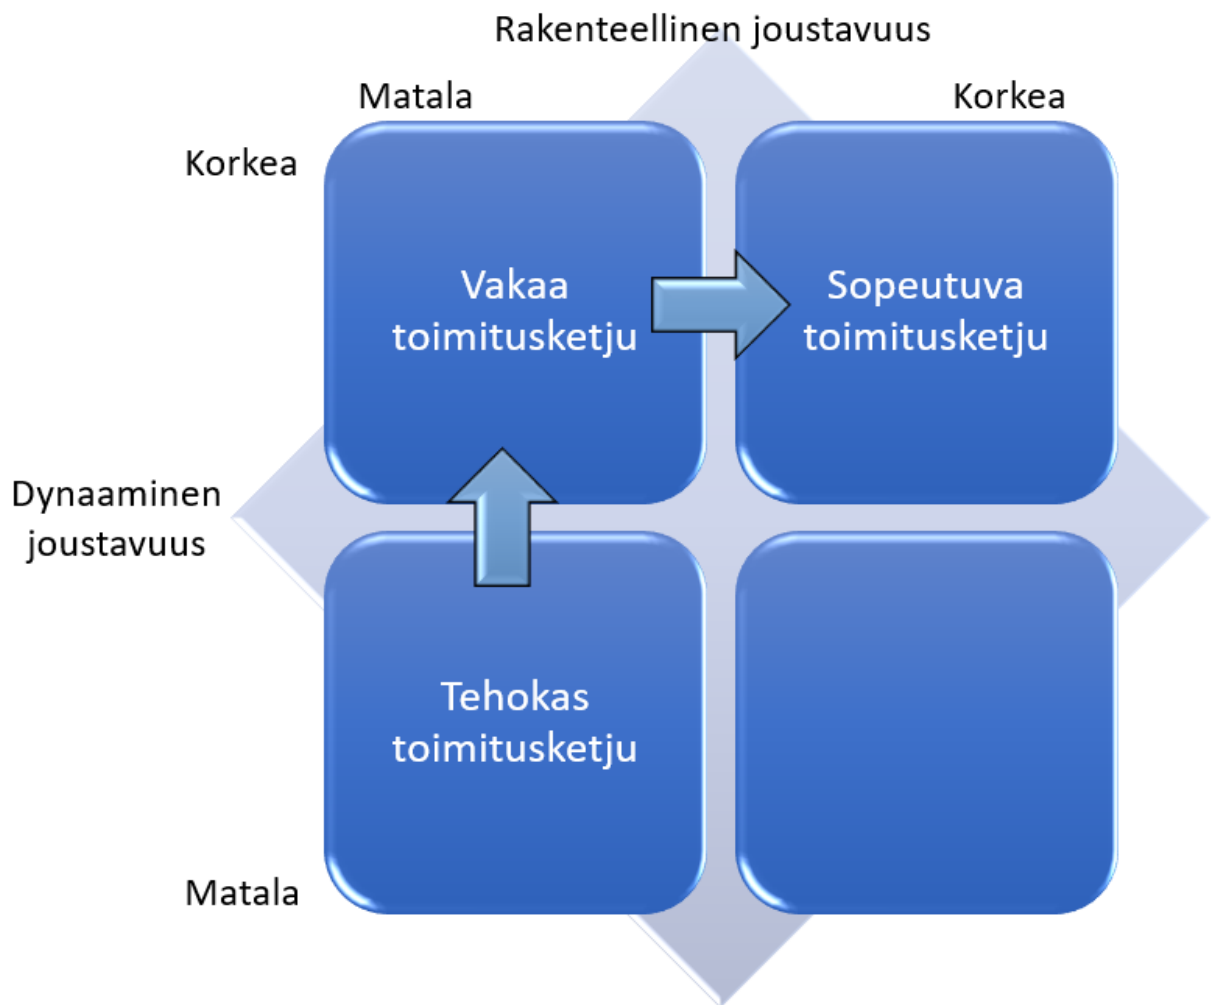 Rakenteellinen joustavuus
Matala
Korkea
Korkea
Vakaa
toimitusketju
Sopeutuva
toimitusketju
Dynaaminen
joustavuus
Tehokas
toimitusketju
Matala